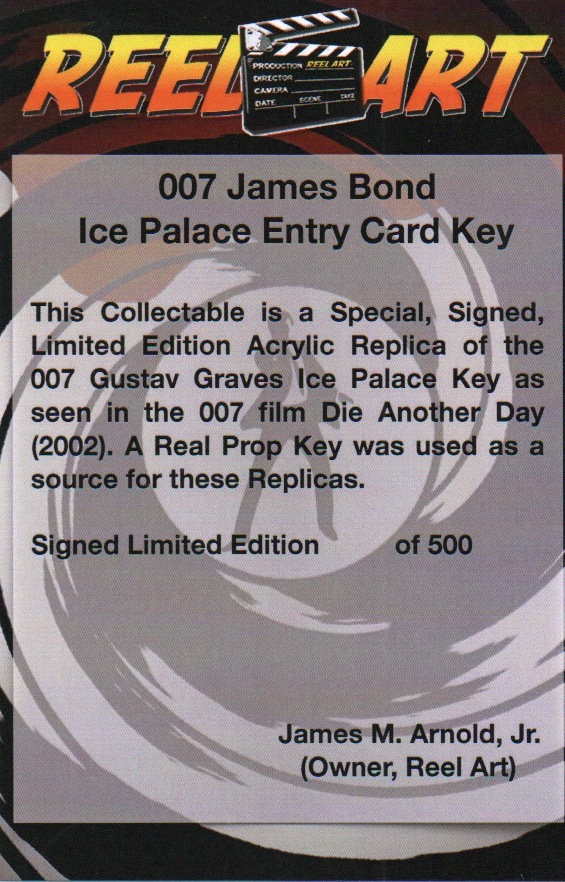 REEL ART
PRODUCTION REEL ART
DIRECTOR
CAMERA
DATE SCENE TAKE
007 James Bond
Ice Palace Entry Card Key
This Collectable is a Special, Signed,
Limited Edition Acrylic Replica of the
007 Gustav Graves Ice Palace Key as
seen in the 007 film Die Another Day
(2002). A Real Prop Key was used as a
source for these Replicas.
Signed Limited Edition of 500
James M. Arnold, Jr.
(Owner, Reel Art)